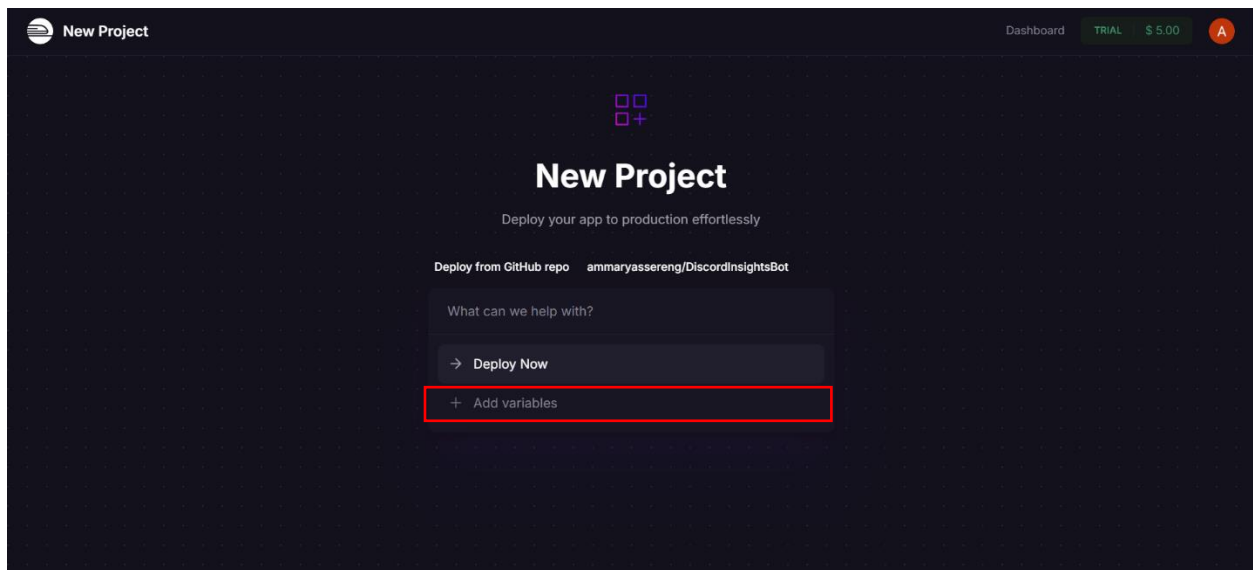 New Project
Dashboard TRIAL $ 5.00 A
New Project
Deploy your app to production effortlessly
Deploy from GitHub repo ammaryassereng/DiscordInsightsBot
What can we help with?
Deploy Now
Add variables